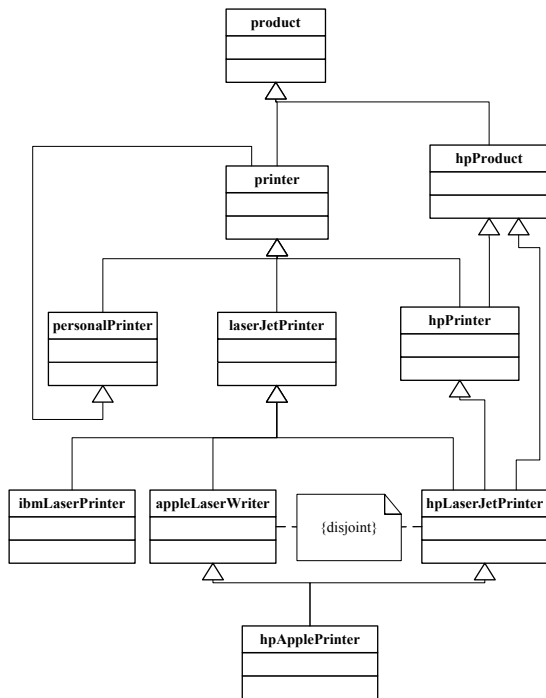 product
printer
hpProduct
personalPrinter
laserJetPrinter
hpPrinter
ibmLaserPrinter
appleLaserWriter
{disjoint}
hpLaserJetPrinter
hpApplePrinter